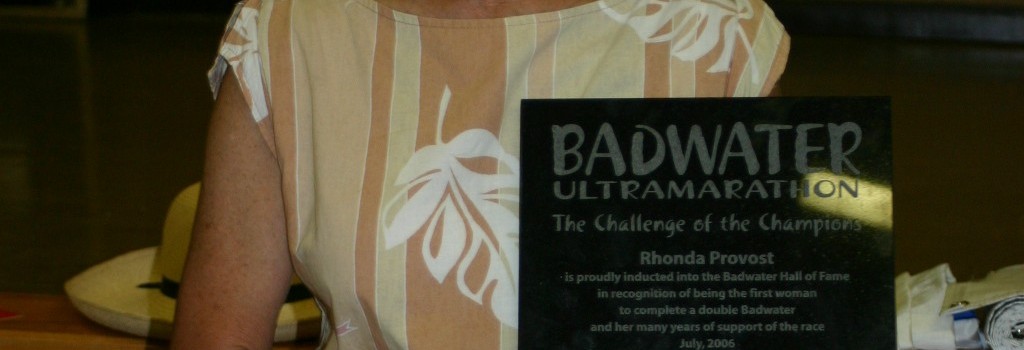 BADWATER
ULTRAMARATHON
The Challenge of the Champions
Rhonda Provost
is proudly inducted into the Badwater Hall of Fame
in recognition of being the first woman
to complete a double Badwater
and her many years of support of the race
July, 2006